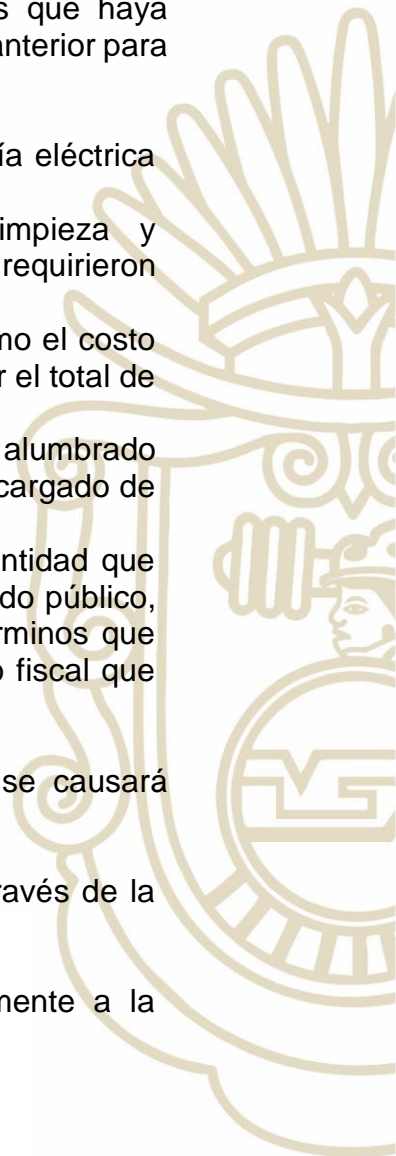 s que haya
anterior para
ía eléctrica
impieza y
requirieron
mo el costo
r el total de
alumbrado
cargado de
ntidad que
do público,
rminos que
o fiscal que
se causará
ravés de la
mente a la